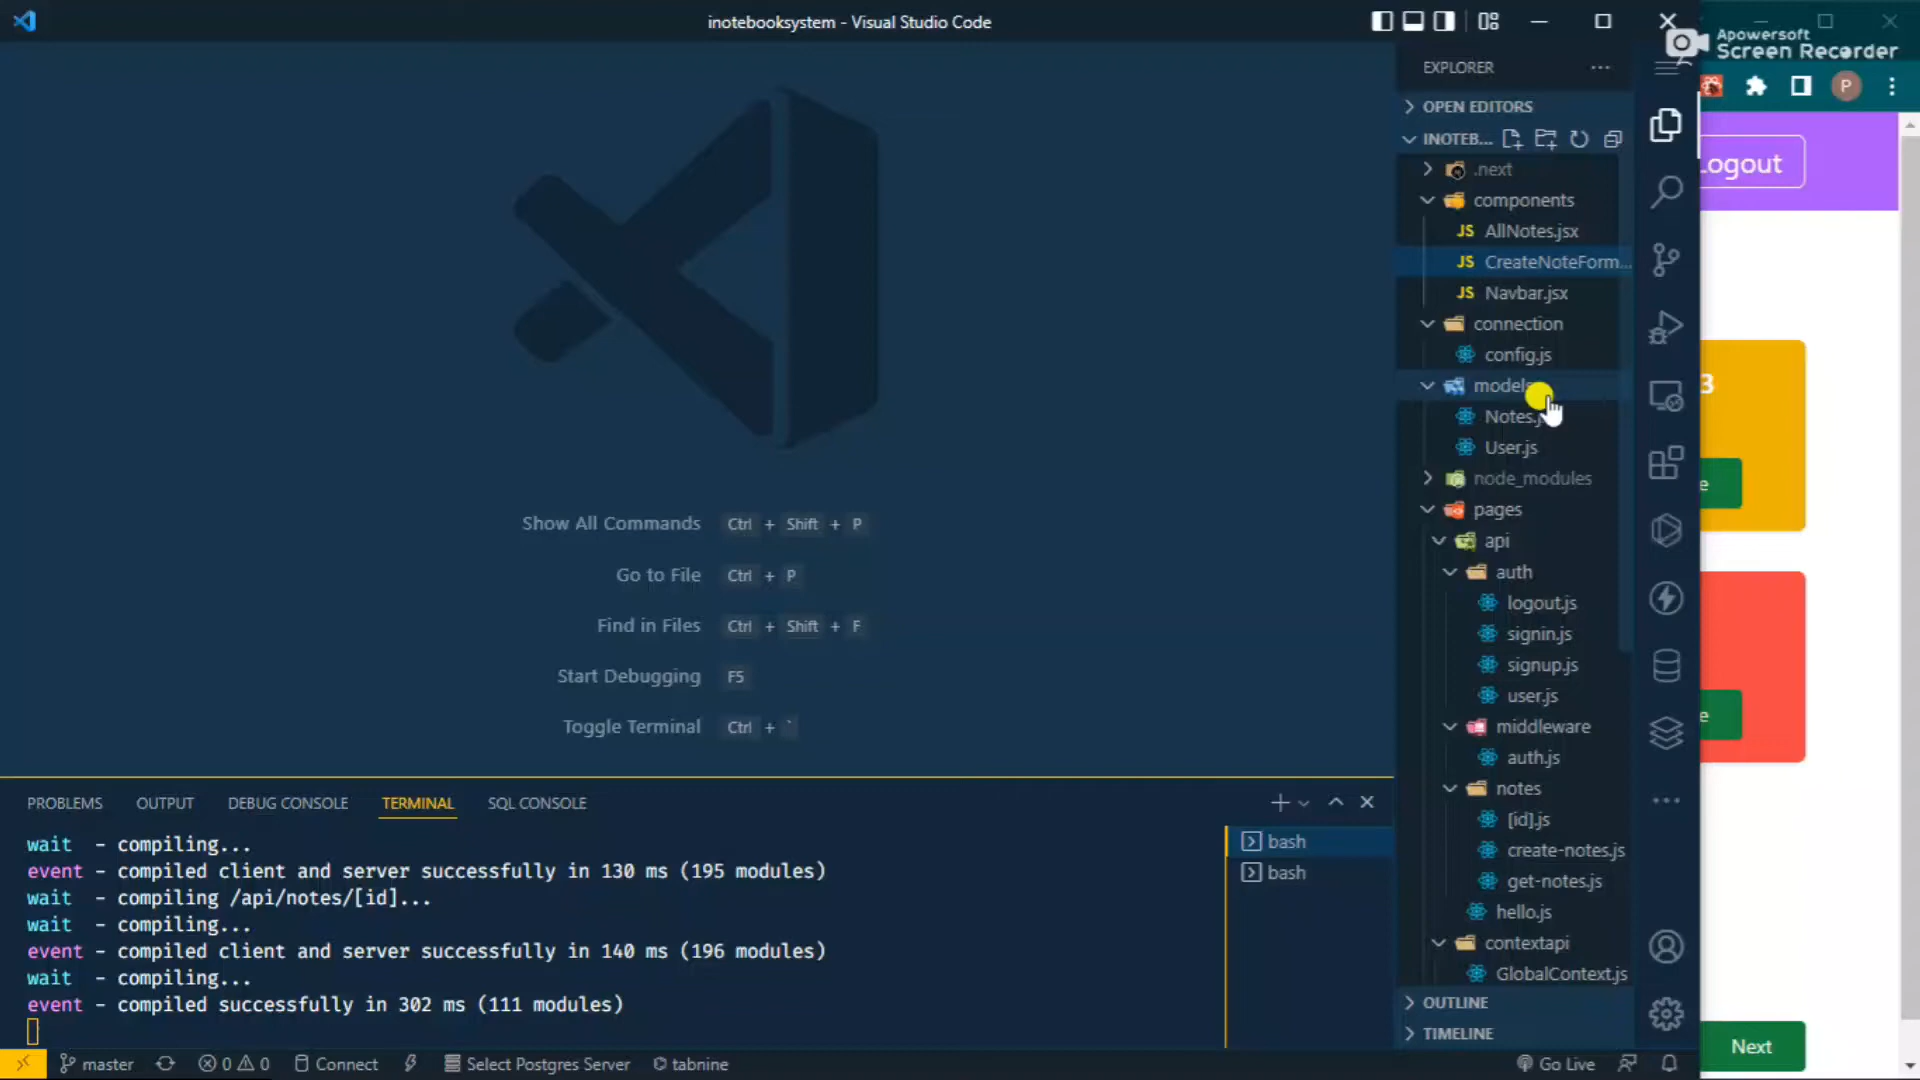 inotebooksystem - Visual Studio Code
Apowersoft
Screen Recorder
EXPLORER
OPEN EDITORS
INOTEB...
.next
components
JS AllNotes.jsx
JS CreateNoteForm...
JS Navbar.jsx
connection
config.js
models
Notes.j
User.js
node_modules
pages
api
auth
logout.js
signin.js
signup.js
user.js
middleware
auth.js
notes
[id].js
create-notes.js
get-notes.js
hello.js
contextapi
GlobalContext.js
OUTLINE
TIMELINE
P
Logout
3
e
e
Next
Show All Commands Ctrl + Shift + P
Go to File Ctrl + P
Find in Files Ctrl + Shift + F
Start Debugging F5
Toggle Terminal Ctrl + `
PROBLEMS OUTPUT DEBUG CONSOLE TERMINAL SQL CONSOLE
wait - compiling...
event - compiled client and server successfully in 130 ms (195 modules)
wait - compiling /api/notes/[id]...
wait - compiling...
event - compiled client and server successfully in 140 ms (196 modules)
wait - compiling...
event - compiled successfully in 302 ms (111 modules)
bash
bash
master 0 0 Connect Select Postgres Server tabnine Go Live